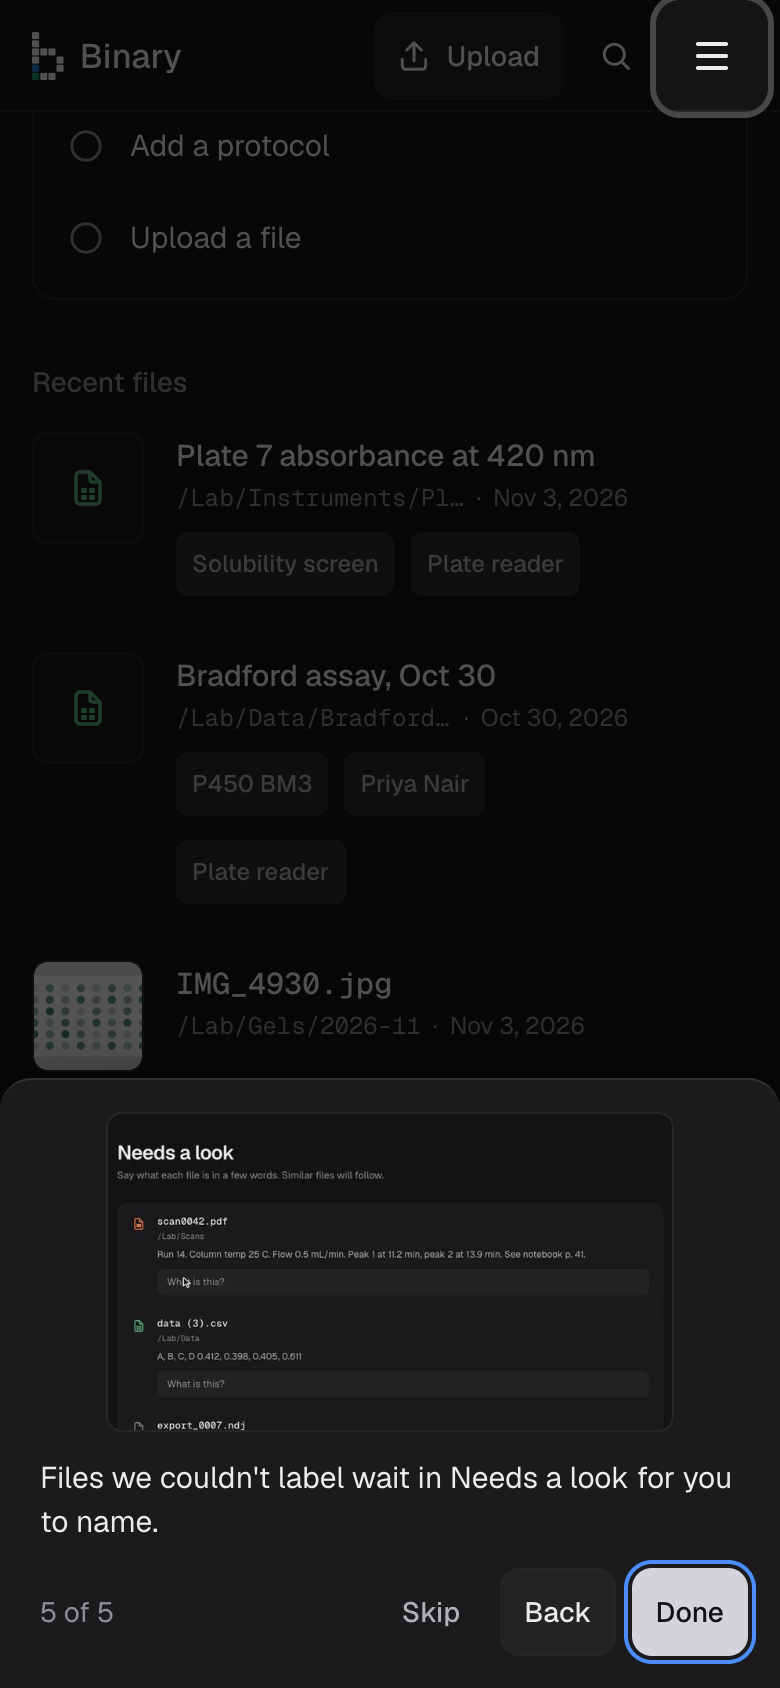 Binary
Upload
Add a protocol
Upload a file
Recent files
Plate 7 absorbance at 420 nm
/Lab/Instruments/Pl… · Nov 3, 2026
Solubility screen
Plate reader
Bradford assay, Oct 30
/Lab/Data/Bradford… · Oct 30, 2026
P450 BM3
Priya Nair
Plate reader
IMG_4930.jpg
/Lab/Gels/2026-11 · Nov 3, 2026
Needs a look
Say what each file is in a few words. Similar files will follow.
scan0042.pdf
/Lab/Scans
Run 14. Column temp 25 C. Flow 0.5 mL/min. Peak 1 at 11.2 min, peak 2 at 13.9 min. See notebook p. 41.
What is this?
data (3).csv
/Lab/Data
A, B, C, D 0.412, 0.398, 0.405, 0.611
What is this?
export_0007.ndj
Files we couldn't label wait in Needs a look for you
to name.
5 of 5
Skip
Back
Done